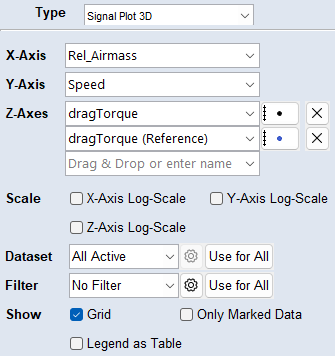 Type Signal Plot 3D
X-Axis Rel_Airmass
Y-Axis Speed
Z-Axes dragTorque
dragTorque (Reference)
Drag & Drop or enter name
Scale X-Axis Log-Scale Y-Axis Log-Scale
Z-Axis Log-Scale
Dataset All Active Use for All
Filter No Filter Use for All
Show Grid Only Marked Data
Legend as Table